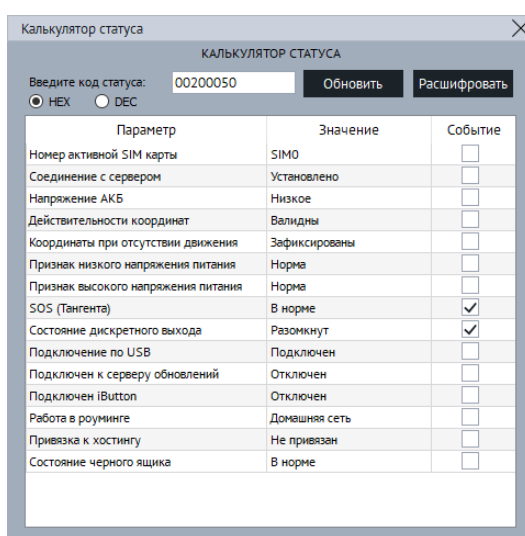 Калькулятор статуса
КАЛЬКУЛЯТОР СТАТУСА
Введите код статуса: 00200050 Обновить Расшифровать
HEX DEC
Параметр Значение Событие
Номер активной SIM карты SIM0
Соединение с сервером Установлено
Напряжение АКБ Низкое
Действительности координат Валидны
Координаты при отсутствии движения Зафиксированы
Признак низкого напряжения питания Норма
Признак высокого напряжения питания Норма
SOS (Тангента) В норме
Состояние дискретного выхода Разомкнут
Подключение по USB Подключен
Подключен к серверу обновлений Отключен
Подключен iButton Отключен
Работа в роуминге Домашняя сеть
Привязка к хостингу Не привязан
Состояние черного ящика В норме